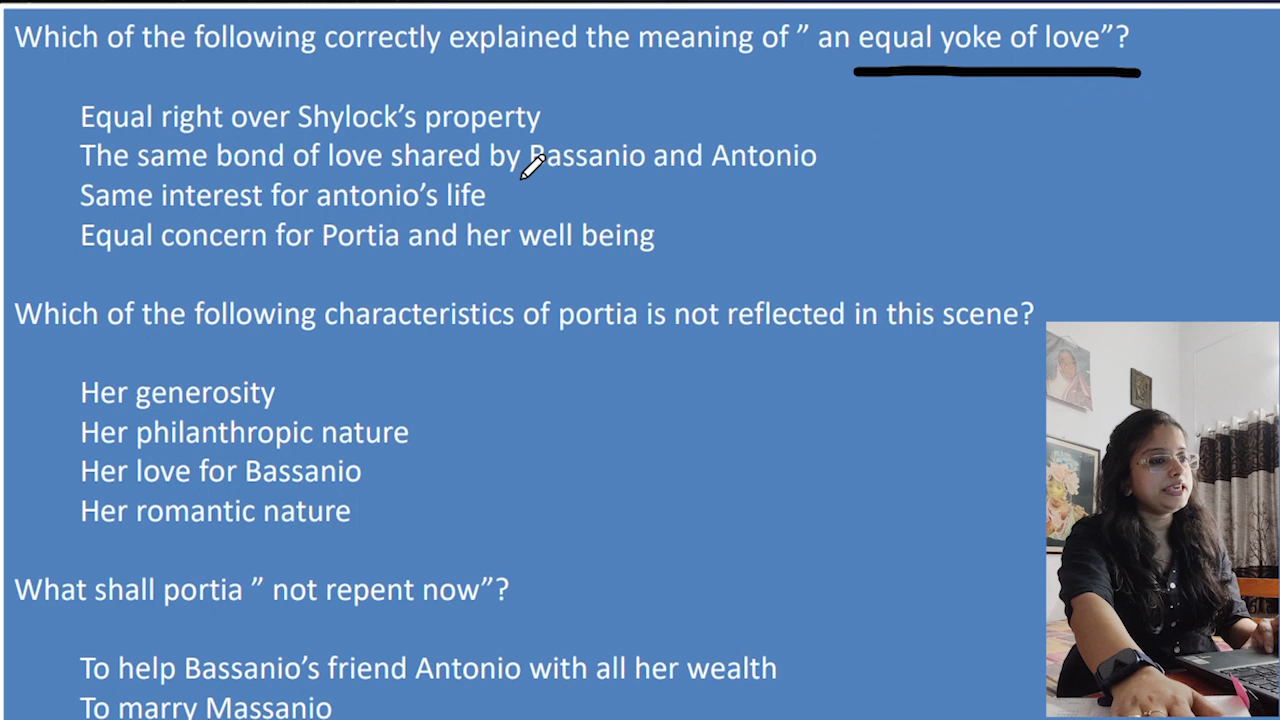 Which of the following correctly explained the meaning of ” an equal yoke of love”?
Equal right over Shylock’s property
The same bond of love shared by Bassanio and Antonio
Same interest for antonio’s life
Equal concern for Portia and her well being
Which of the following characteristics of portia is not reflected in this scene?
Her generosity
Her philanthropic nature
Her love for Bassanio
Her romantic nature
What shall portia ” not repent now”?
To help Bassanio’s friend Antonio with all her wealth
To marry Massanio